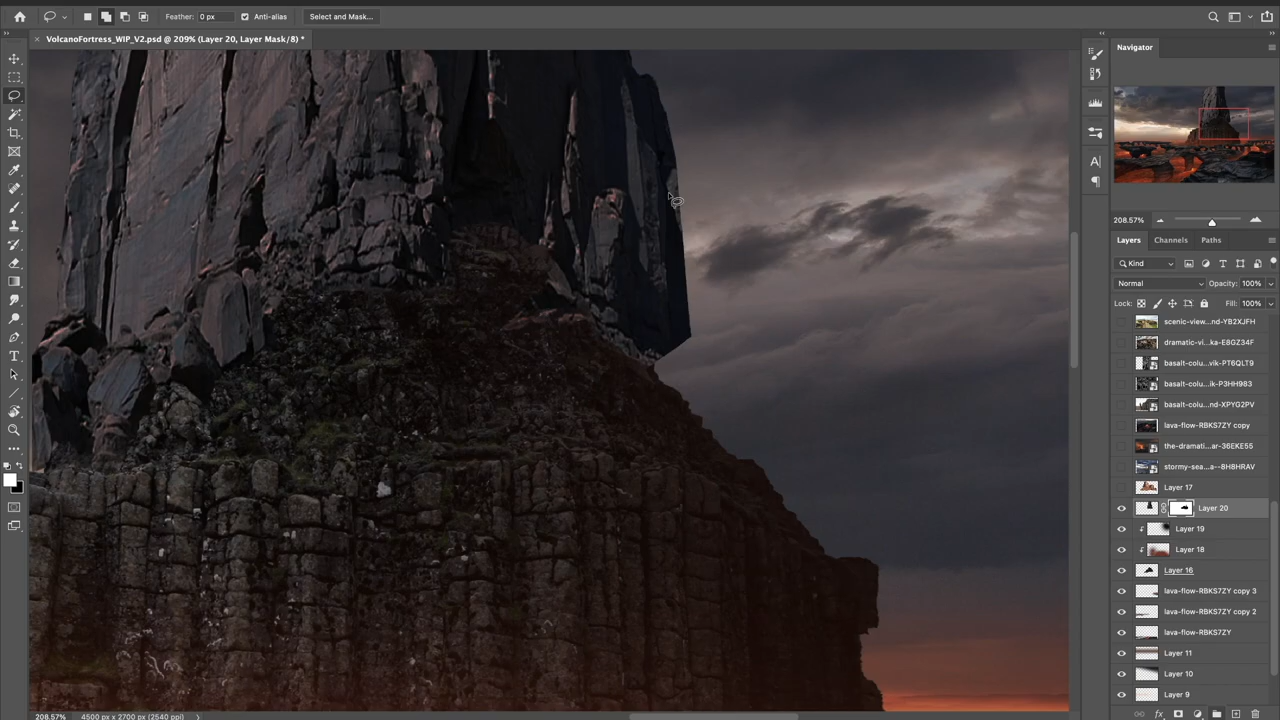 Feather: 0 px Anti-alias Select and Mask...
VolcanoFortress_WIP_V2.psd @ 209% (Layer 20, Layer Mask/8) *
Navigator
208.57%
Layers Channels Paths
Kind
Normal Opacity: 100%
Lock: Fill: 100%
scenic-view...nd-YB2XJFH
dramatic-vi...ka-E8GZ34F
basalt-colu...vik-PT6QLT9
basalt-colu...ik-P3HH983
basalt-colu...nd-XPYG2PV
lava-flow-RBKS7ZY copy
the-dramati...ar-36EKE55
stormy-sea...a--8H8HRAV
Layer 17
Layer 20
Layer 19
Layer 18
Layer 16
lava-flow-RBKS7ZY copy 3
lava-flow-RBKS7ZY copy 2
lava-flow-RBKS7ZY
Layer 11
Layer 10
Layer 9
208.57% 4500 px x 2700 px (2540 ppi)